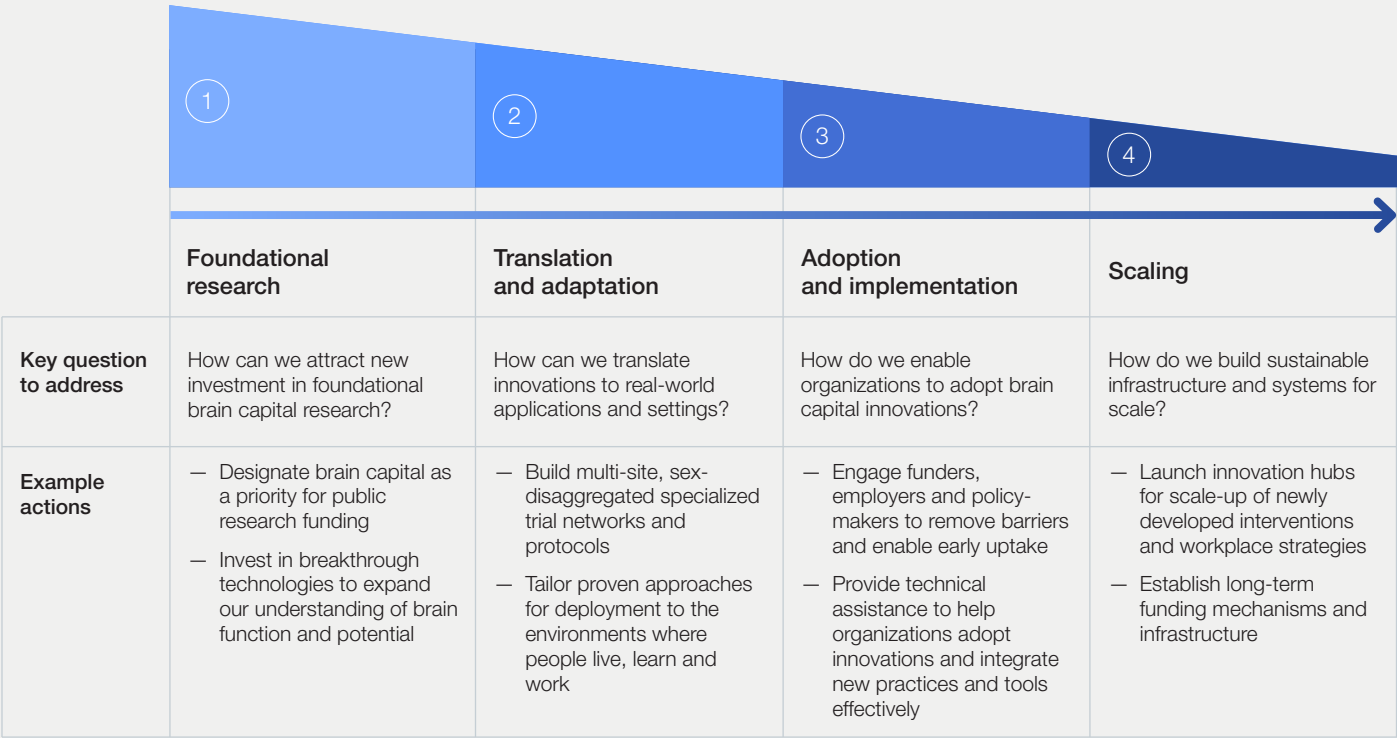 1
2
3
4
Foundational
research
Translation
and adaptation
Adoption
and implementation
Scaling
Key question
to address
How can we attract new
investment in foundational
brain capital research?
How can we translate
innovations to real-world
applications and settings?
How do we enable
organizations to adopt brain
capital innovations?
How do we build sustainable
infrastructure and systems for
scale?
Example
actions
— Designate brain capital as
a priority for public
research funding
— Invest in breakthrough
technologies to expand
our understanding of brain
function and potential
— Build multi-site, sex-
disaggregated specialized
trial networks and
protocols
— Tailor proven approaches
for deployment to the
environments where
people live, learn and
work
— Engage funders,
employers and policy-
makers to remove barriers
and enable early uptake
— Provide technical
assistance to help
organizations adopt
innovations and integrate
new practices and tools
effectively
— Launch innovation hubs
for scale-up of newly
developed interventions
and workplace strategies
— Establish long-term
funding mechanisms and
infrastructure